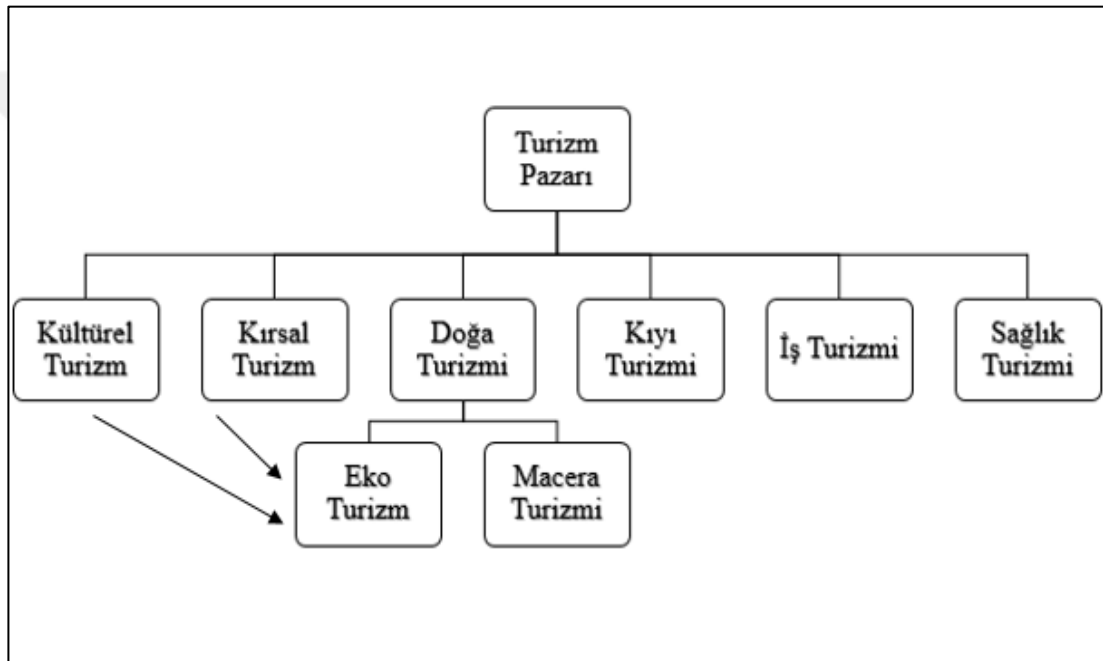 Turizm
Pazarı
Kültürel
Turizm
Kırsal
Turizm
Doğa
Turizmi
Kıyı
Turizmi
İş Turizmi
Sağlık
Turizmi
Eko
Turizm
Macera
Turizmi